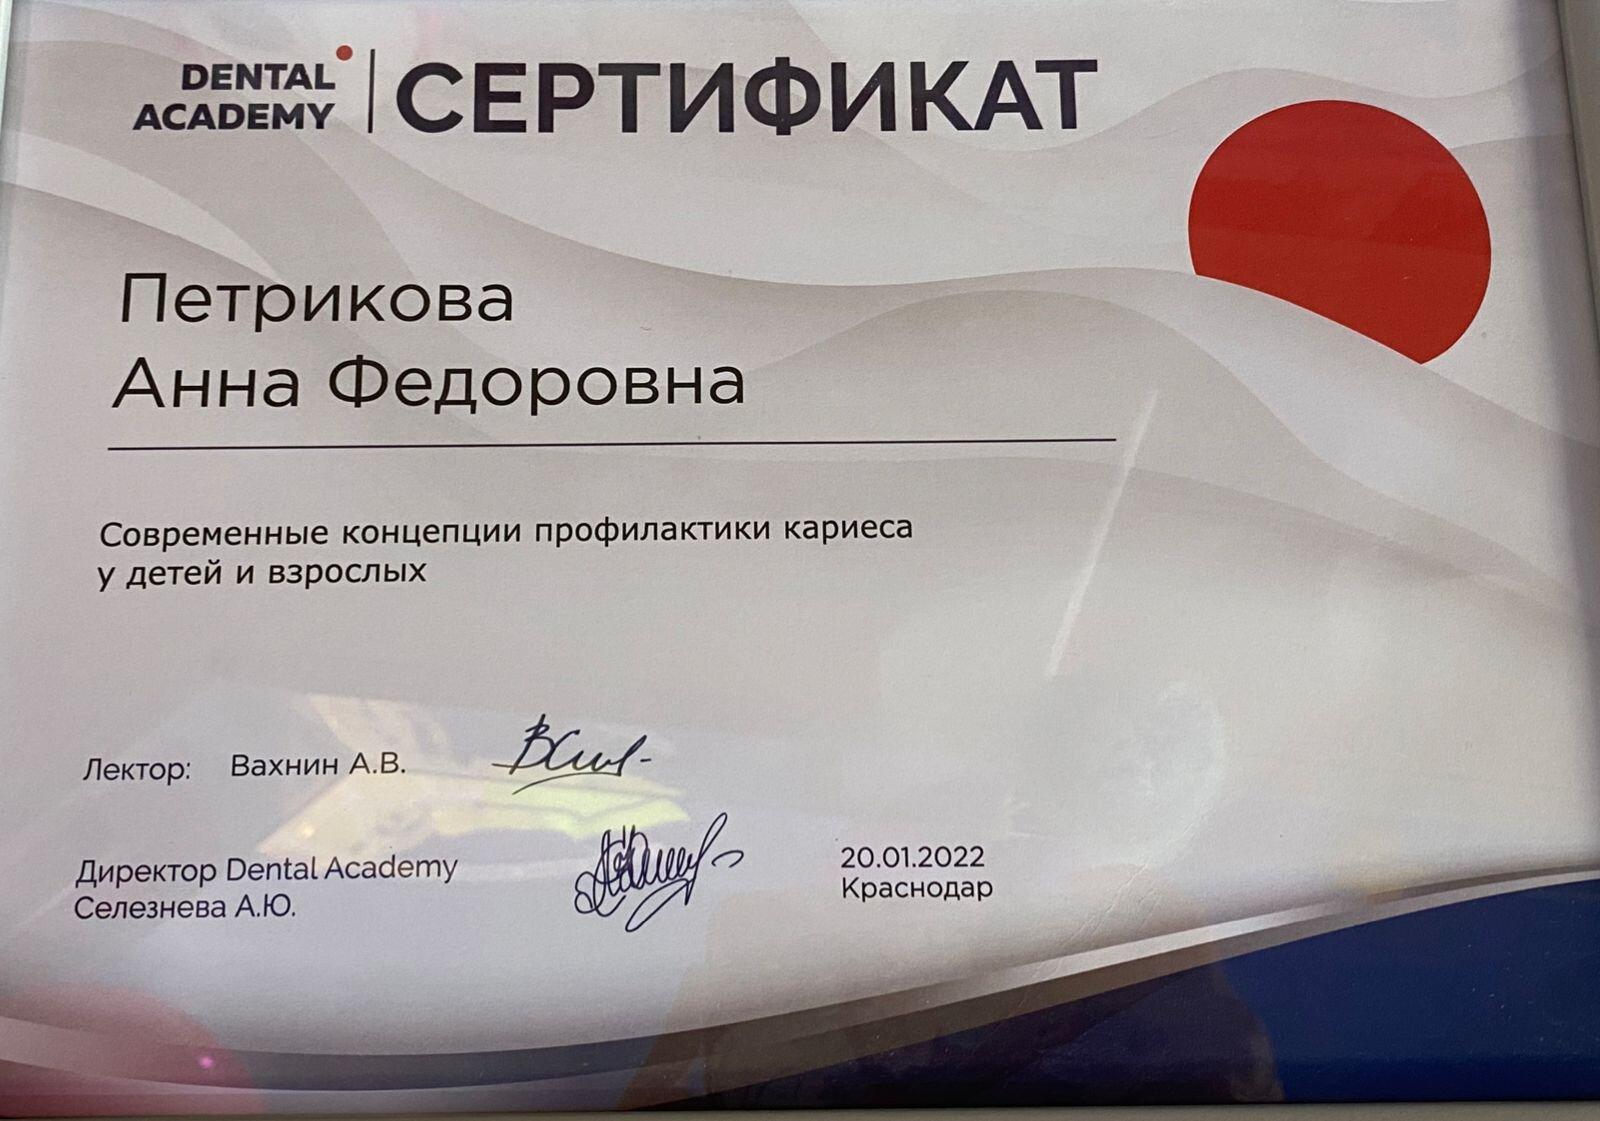 DENTAL ACADEMY
СЕРТИФИКАТ
Петрикова
Анна Федоровна
Современные концепции профилактики кариеса
у детей и взрослых
Лектор: Вахнин А.В.
Директор Dental Academy
Селезнева А.Ю.
20.01.2022
Краснодар